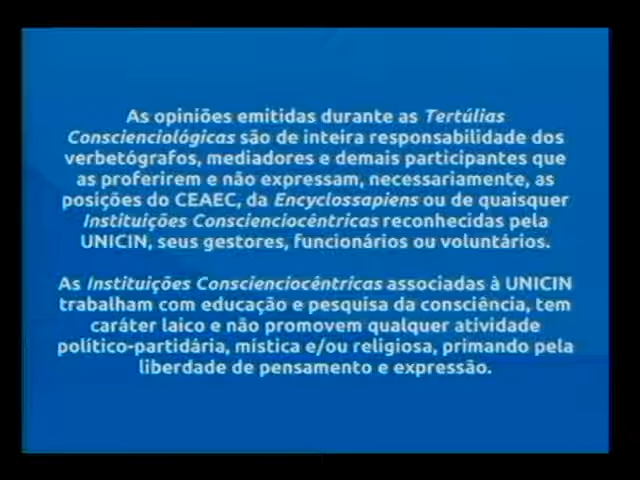 As opiniões emitidas durante as Tertúlias
Conscienciológicas são de inteira responsabilidade dos
verbetógrafos, mediadores e demais participantes que
as proferirem e não expressam, necessariamente, as
posições do CEAEC, da Encyclossapiens ou de quaisquer
Instituições Conscienciocêntricas reconhecidas pela
UNICIN, seus gestores, funcionários ou voluntários.
As Instituições Conscienciocêntricas associadas à UNICIN
trabalham com educação e pesquisa da consciência, tem
caráter laico e não promovem qualquer atividade
político-partidária, mística e/ou religiosa, primando pela
liberdade de pensamento e expressão.